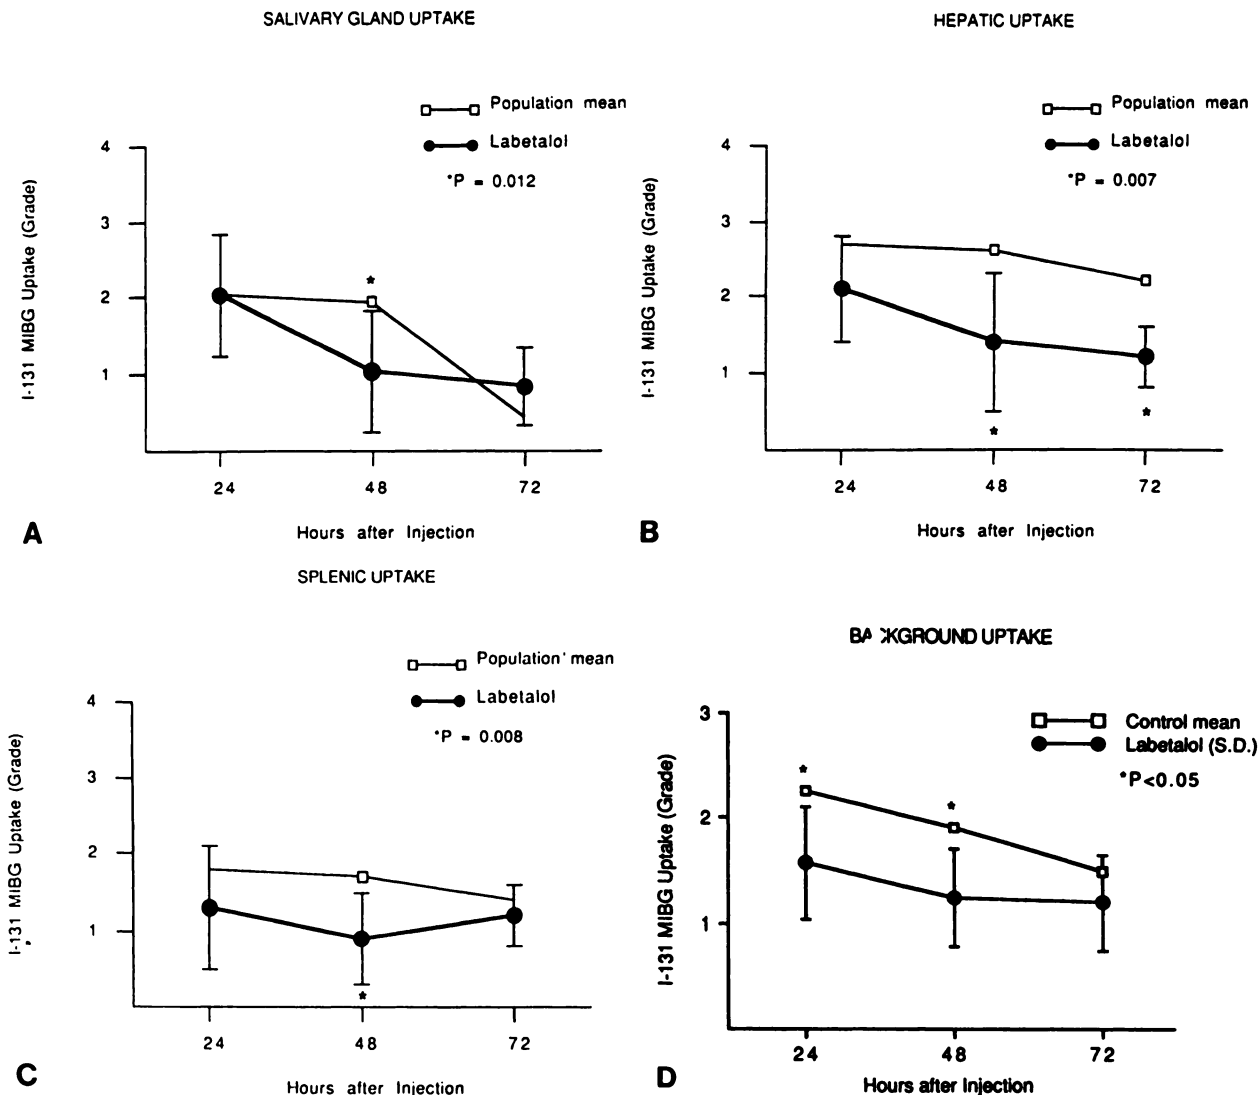 SALIVARY GLAND UPTAKE
Population mean
Labetalol
*P = 0.012
4
3
2
1
I-131 MIBG Uptake (Grade)
24 48 72
Hours after Injection
A
HEPATIC UPTAKE
Population mean
Labetalol
*P = 0.007
4
3
2
1
I-131 MIBG Uptake (Grade)
*
*
24 48 72
Hours after Injection
B
SPLENIC UPTAKE
Population mean
Labetalol
*P = 0.008
4
3
2
1
I-131 MIBG Uptake (Grade)
*
24 48 72
Hours after Injection
C
UPTAKE
Control mean
Labetalol (S.D.)
*P<0.05
3
2
1
I-131 MIBG Uptake (Grade)
*
*
24 48 72
Hours after Injection
D